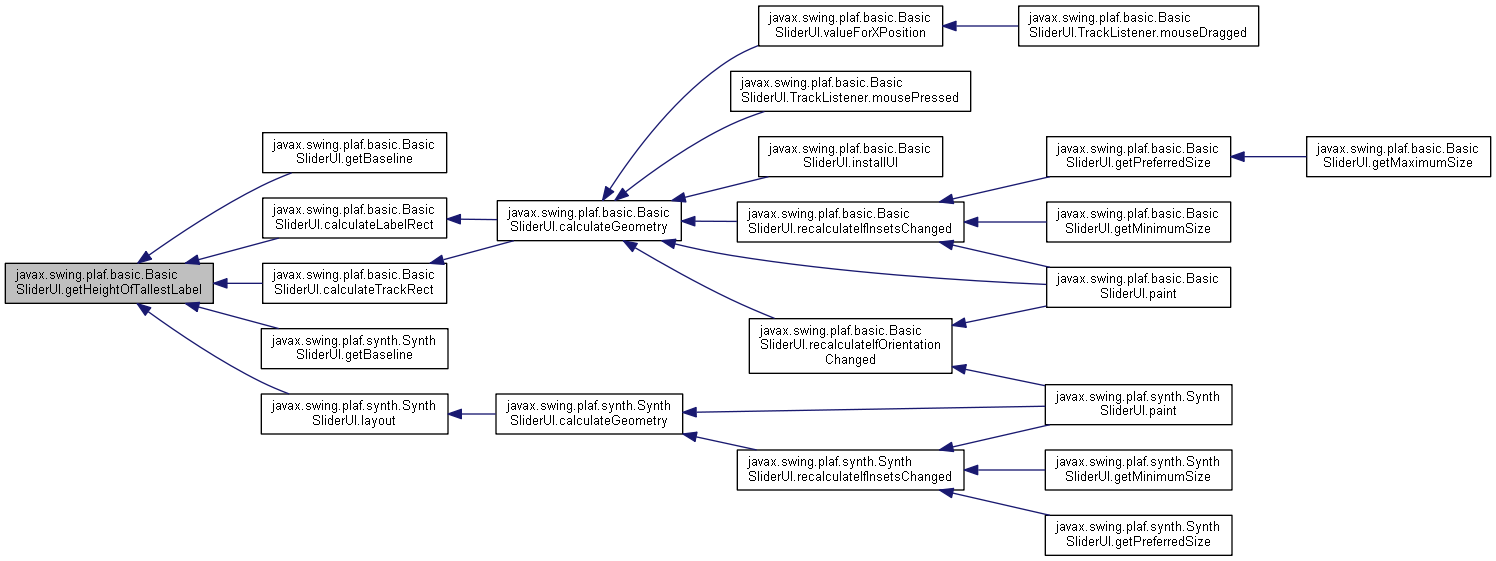 javax.swing.plaf.basic.Basic
SliderUI.getHeightOfTallestLabel
javax.swing.plaf.basic.Basic
SliderUI.getBaseline
javax.swing.plaf.basic.Basic
SliderUI.calculateLabelRect
javax.swing.plaf.basic.Basic
SliderUI.calculateTrackRect
javax.swing.plaf.synth.Synth
SliderUI.getBaseline
javax.swing.plaf.synth.Synth
SliderUI.layout
javax.swing.plaf.basic.Basic
SliderUI.calculateGeometry
javax.swing.plaf.synth.Synth
SliderUI.calculateGeometry
javax.swing.plaf.basic.Basic
SliderUI.valueForXPosition
javax.swing.plaf.basic.Basic
SliderUI.TrackListener.mousePressed
javax.swing.plaf.basic.Basic
SliderUI.installUI
javax.swing.plaf.basic.Basic
SliderUI.recalculateIfInsetsChanged
javax.swing.plaf.basic.Basic
SliderUI.recalculateIfOrientation
Changed
javax.swing.plaf.synth.Synth
SliderUI.recalculateIfInsetsChanged
javax.swing.plaf.basic.Basic
SliderUI.TrackListener.mouseDragged
javax.swing.plaf.basic.Basic
SliderUI.getPreferredSize
javax.swing.plaf.basic.Basic
SliderUI.getMinimumSize
javax.swing.plaf.basic.Basic
SliderUI.paint
javax.swing.plaf.synth.Synth
SliderUI.paint
javax.swing.plaf.synth.Synth
SliderUI.getMinimumSize
javax.swing.plaf.synth.Synth
SliderUI.getPreferredSize
javax.swing.plaf.basic.Basic
SliderUI.getMaximumSize